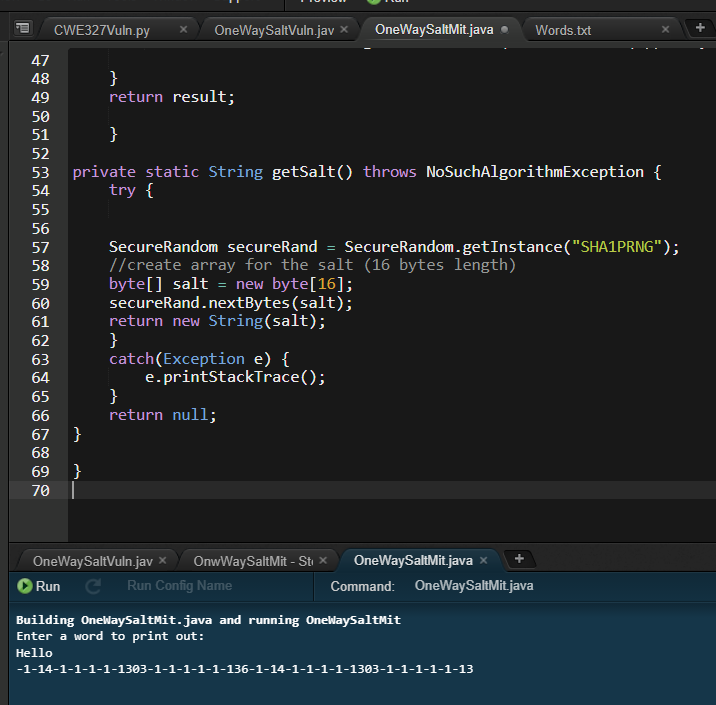 Run
CWE327Vuln.py × OneWaySaltVuln.jav × OneWaySaltMit.java Words.txt × +
47
48 }
49 return result;
50
51 }
52
53 private static String getSalt() throws NoSuchAlgorithmException {
54 try {
55
56
57 SecureRandom secureRand = SecureRandom.getInstance("SHA1PRNG");
58 //create array for the salt (16 bytes length)
59 byte[] salt = new byte[16];
60 secureRand.nextBytes(salt);
61 return new String(salt);
62 }
63 catch(Exception e) {
64 e.printStackTrace();
65 }
66 return null;
67 }
68
69 }
70
OneWaySaltVuln.jav × OnwWaySaltMit - St × OneWaySaltMit.java × +
Run Run Config Name Command: OneWaySaltMit.java
Building OneWaySaltMit.java and running OneWaySaltMit
Enter a word to print out:
Hello
-1-14-1-1-1-1-1303-1-1-1-1-1-136-1-14-1-1-1-1-1303-1-1-1-1-1-13